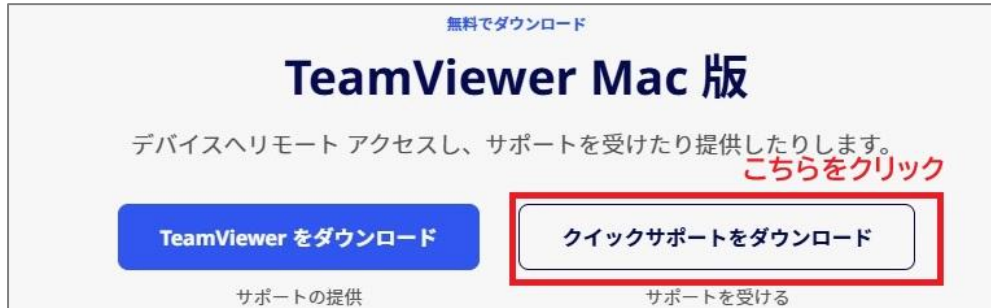 無料でダウンロード
TeamViewer Mac 版
デバイスへリモート アクセスし、サポートを受けたり提供したりします。
こちらをクリック
TeamViewer をダウンロード
クイックサポートをダウンロード
サポートの提供
サポートを受ける